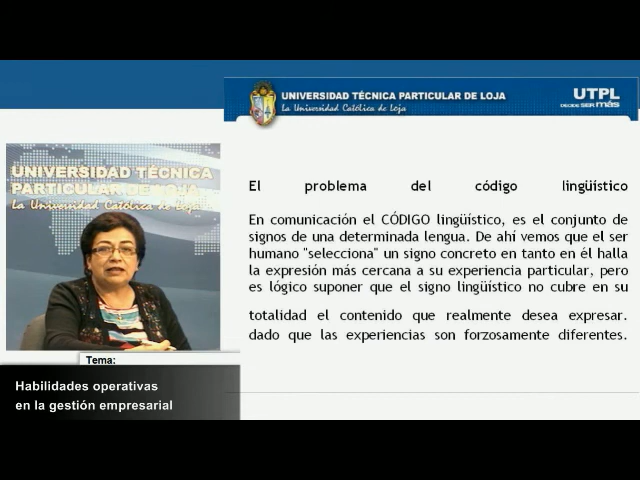 UNIVERSIDAD TÉCNICA PARTICULAR DE LOJA
La Universidad Católica de Loja
UTPL
DECIDE SER más
UNIVERSIDAD TÉCNICA
PARTICULAR DE LOJA
La Universidad Católica de Loja
El problema del código lingüístico
En comunicación el CÓDIGO lingüístico, es el conjunto de
signos de una determinada lengua. De ahí vemos que el ser
humano "selecciona" un signo concreto en tanto en él halla
la expresión más cercana a su experiencia particular, pero
es lógico suponer que el signo lingüístico no cubre en su
totalidad el contenido que realmente desea expresar.
dado que las experiencias son forzosamente diferentes.
Tema:
Habilidades operativas
en la gestión empresarial